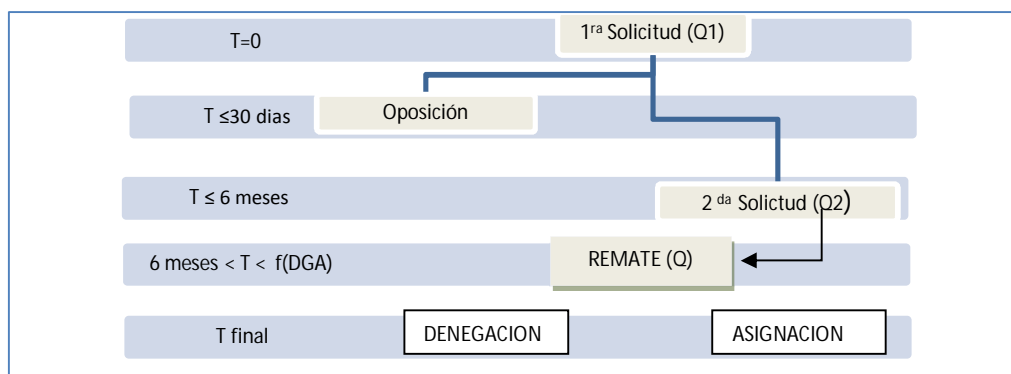 1ra Solicitud (Q1)
T=0
T ≤30 dias
Oposición
T ≤ 6 meses
2 da Solictud (Q2)
6 meses < T < f(DGA)
REMATE (Q)
T final
DENEGACION
ASIGNACION